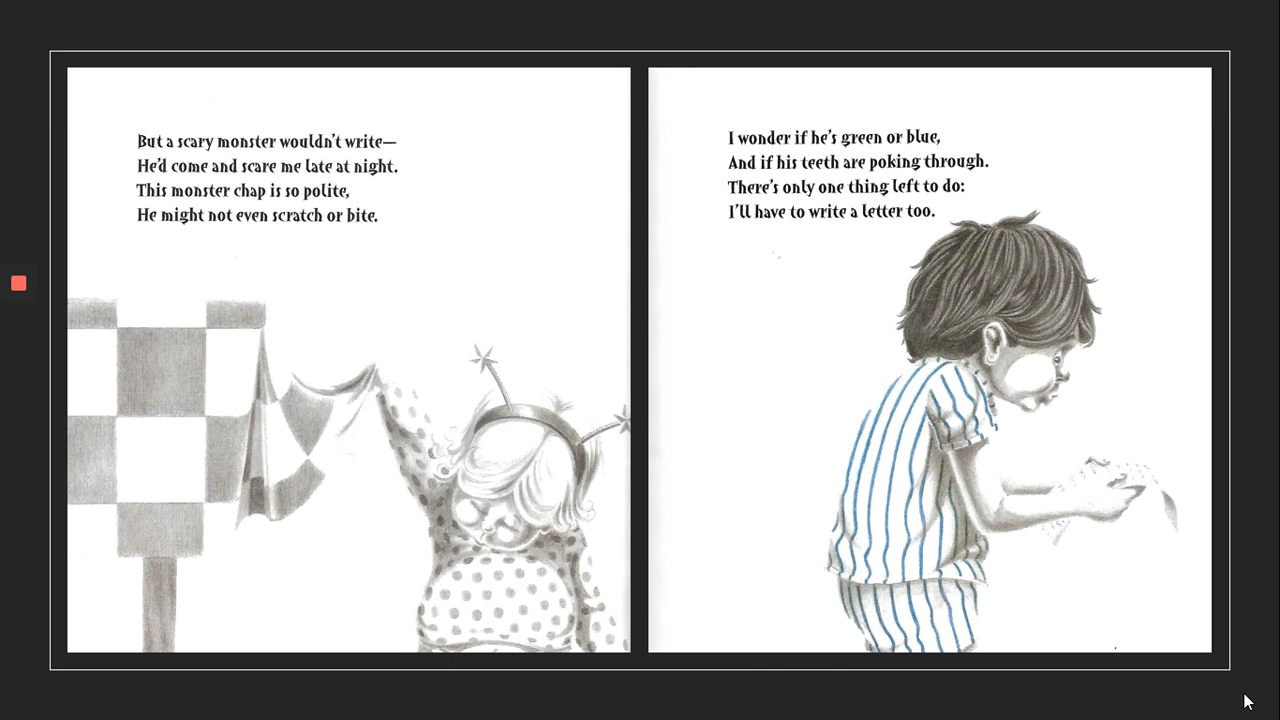 But a scary monster wouldn't write—
He'd come and scare me late at night.
This monster chap is so polite,
He might not even scratch or bite.
I wonder if he's green or blue,
And if his teeth are poking through.
There's only one thing left to do:
I'll have to write a letter too.